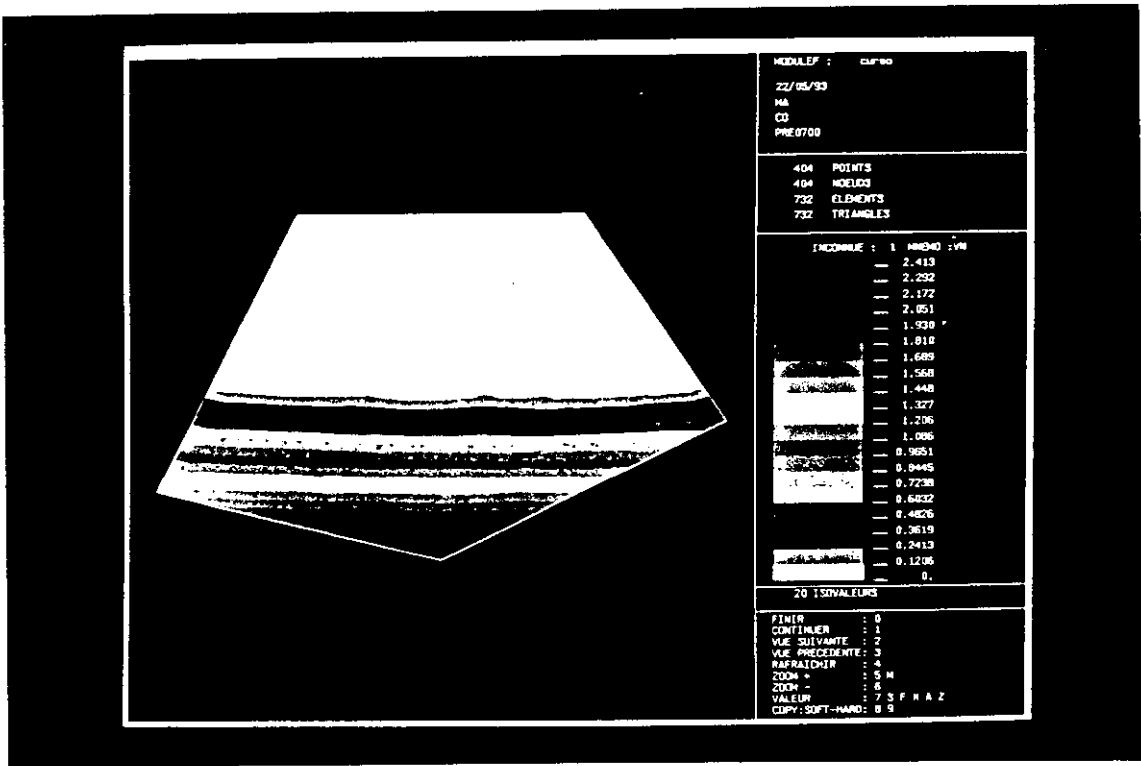 MODULEF : curso
22/05/93
MA
CO
PRE0700
404 POINTS
404 NOEUDS
732 ELEMENTS
732 TRIANGLES
INCONNUE : 1 MNEMO :VN
2.413
2.292
2.172
2.051
1.930
1.810
1.689
1.568
1.448
1.327
1.206
1.086
0.9651
0.8445
0.7238
0.6032
0.4826
0.3619
0.2413
0.1206
0.
20 ISOVALEURS
FINIR : 0
CONTINUER : 1
VUE SUIVANTE : 2
VUE PRECEDENTE: 3
RAFRAICHIR : 4
ZOOM + : 5 M
ZOOM - : 6
VALEUR : 7 S F N A Z
COPY:SOFT-HARD: 8 9